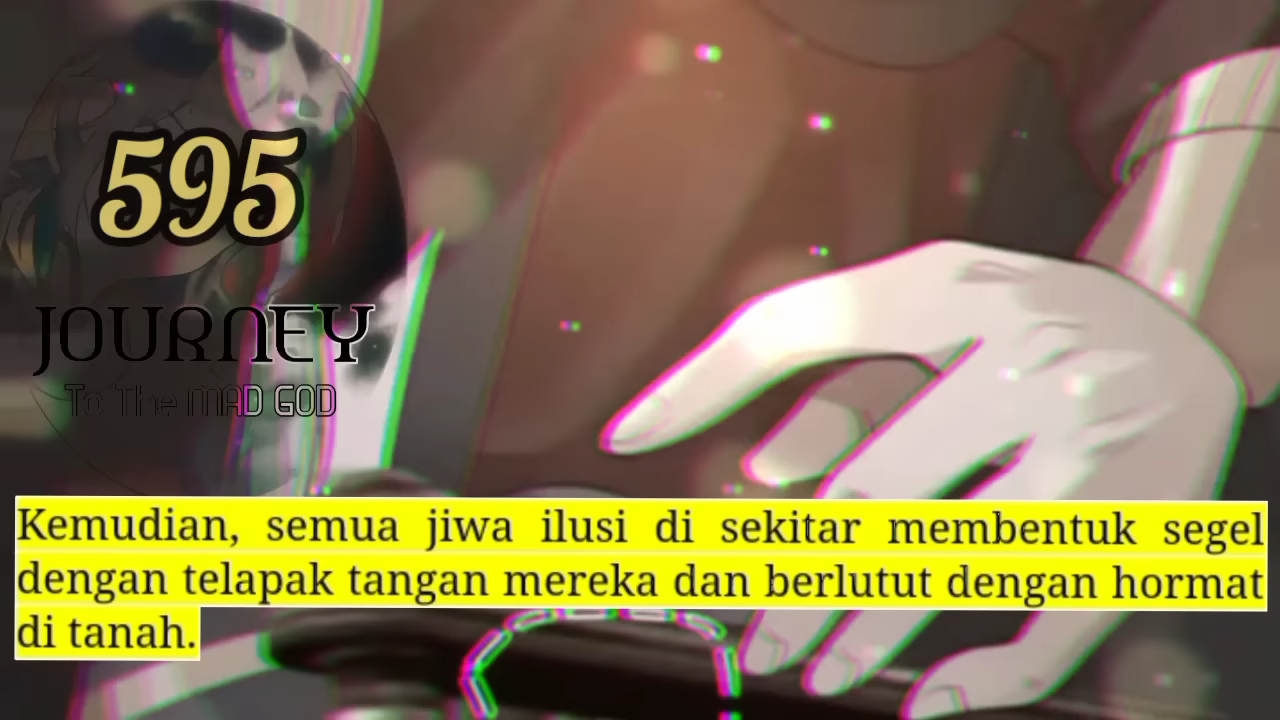 595
JOURNEY
To The MAD GOD
Kemudian, semua jiwa ilusi di sekitar membentuk segel
dengan telapak tangan mereka dan berlutut dengan hormat
di tanah.